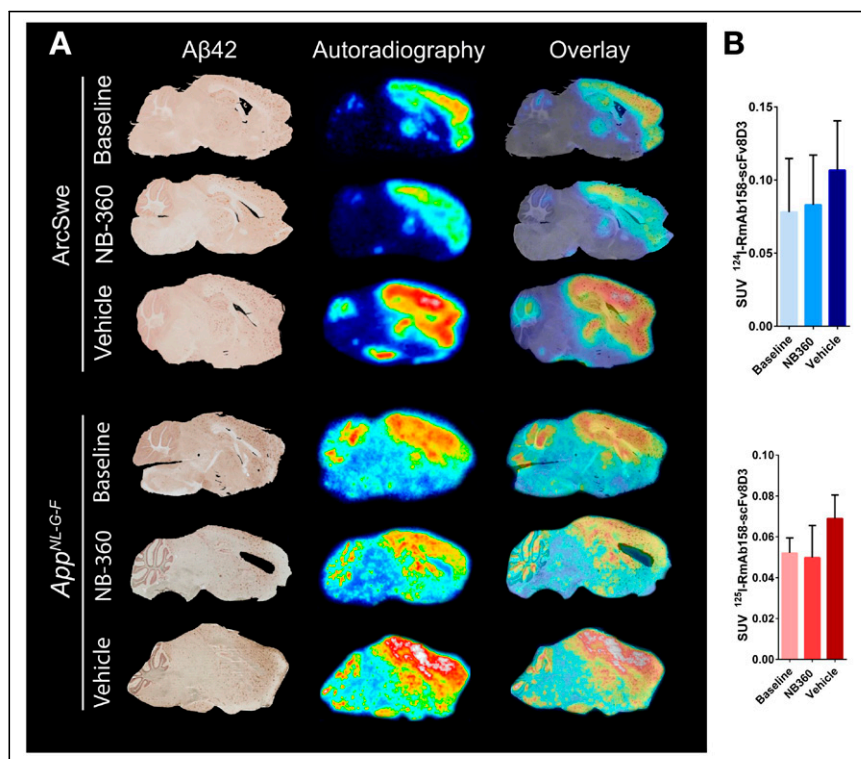 A
Aβ42
Autoradiography
Overlay
ArcSwe
Baseline
NB-360
Vehicle
App^NL-G-F
Baseline
NB-360
Vehicle
B
SUV ¹²⁴I-RmAb158-scFv8D3
0.15
0.10
0.05
0.00
Baseline
NB360
Vehicle
SUV ¹²⁵I-RmAb158-scFv8D3
0.10
0.08
0.06
0.04
0.02
0.00
Baseline
NB360
Vehicle